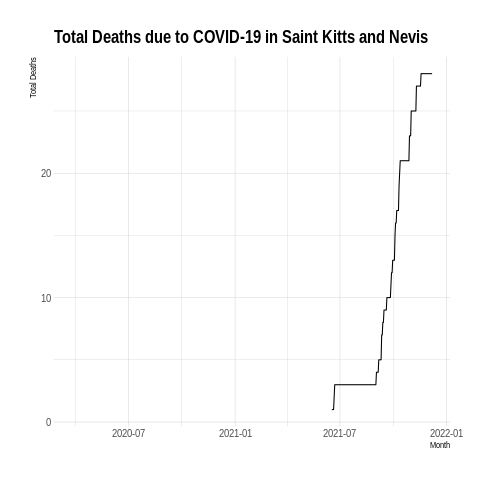 Total Deaths due to COVID-19 in Saint Kitts and Nevis
Total Deaths
20
10
0
2020-07
2021-01
2021-07
2022-01
Month